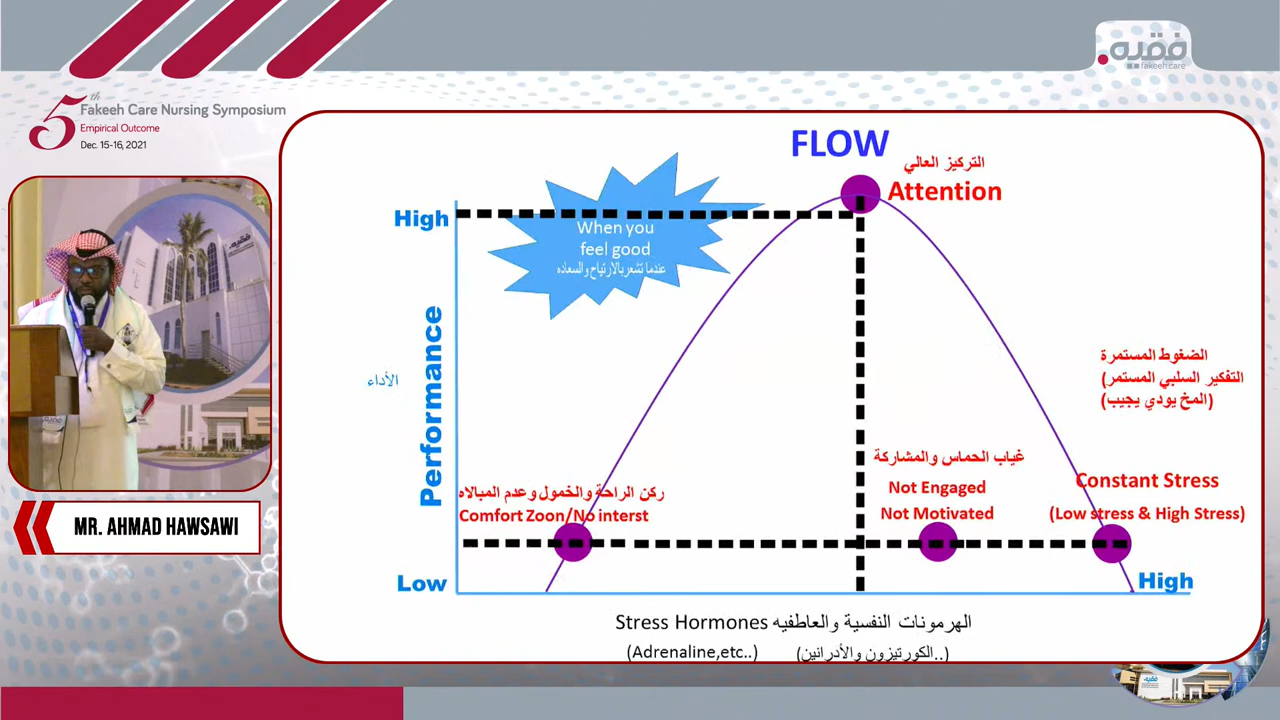 فقيه
fakeeh.care
5th
Fakeeh Care Nursing Symposium
Empirical Outcome
Dec. 15-16, 2021
MR. AHMAD HAWSAWI
FLOW
التركيز العالي
Attention
High
When you
feel good
عندما تشعربالارتياح والسعاده
Performance
الأداء
الضغوط المستمرة
التفكير السلبي المستمر)
(المخ يودي يجيب)
غياب الحماس والمشاركة
Not Engaged
Not Motivated
Constant Stress
(Low stress & High Stress)
ركن الراحة والخمول وعدم المبالاه
Comfort Zoon/No interst
Low
High
Stress Hormones الهرمونات النفسية والعاطفيه
(Adrenaline,etc..)
(الكورتيزون والأدرانين..)